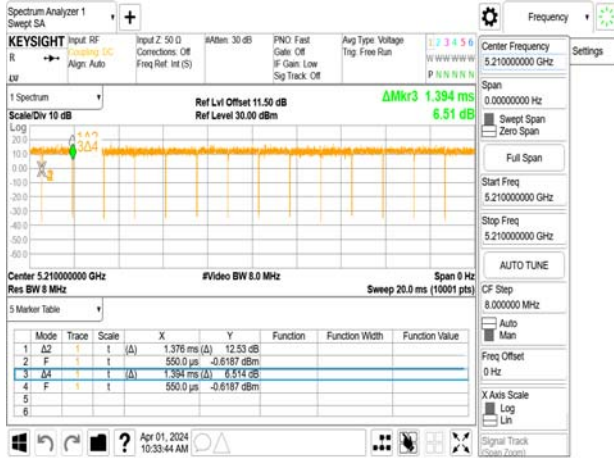 Spectrum Analyzer 1
Swept SA
+
Frequency
KEYSIGHT
Input: RF
Coupling: DC
Align: Auto
Input Z: 50 Ω
Corrections: Off
Freq Ref: Int (S)
#Atten: 30 dB
PNO: Fast
Gate: Off
IF Gain: Low
Sig Track: Off
Avg Type: Voltage
Trig: Free Run
1 2 3 4 5 6
W W W W W W
P N N N N N
R
1 Spectrum
Scale/Div 10 dB
Ref Lvl Offset 11.50 dB
Ref Level 30.00 dBm
ΔMkr3 1.394 ms
6.51 dB
Log
20.0
10.0
0.00
-10.0
-20.0
-30.0
-40.0
-50.0
-60.0
1Δ2
3Δ4
Center 5.210000000 GHz
#Video BW 8.0 MHz
Span 0 Hz
Res BW 8 MHz
Sweep 20.0 ms (10001 pts)
5 Marker Table
Mode Trace Scale X Y Function Function Width Function Value
1 Δ2 1 t (Δ) 1.376 ms (Δ) 12.53 dB
2 F 1 t 550.0 µs -0.6187 dBm
3 Δ4 1 t (Δ) 1.394 ms (Δ) 6.514 dB
4 F 1 t 550.0 µs -0.6187 dBm
5
6
?
Apr 01, 2024
10:33:44 AM
Center Frequency
5.210000000 GHz
Settings
Span
0.00000000 Hz
Swept Span
Zero Span
Full Span
Start Freq
5.210000000 GHz
Stop Freq
5.210000000 GHz
AUTO TUNE
CF Step
8.000000 MHz
Auto
Man
Freq Offset
0 Hz
X Axis Scale
Log
Lin
Signal Track
(Span Zoom)